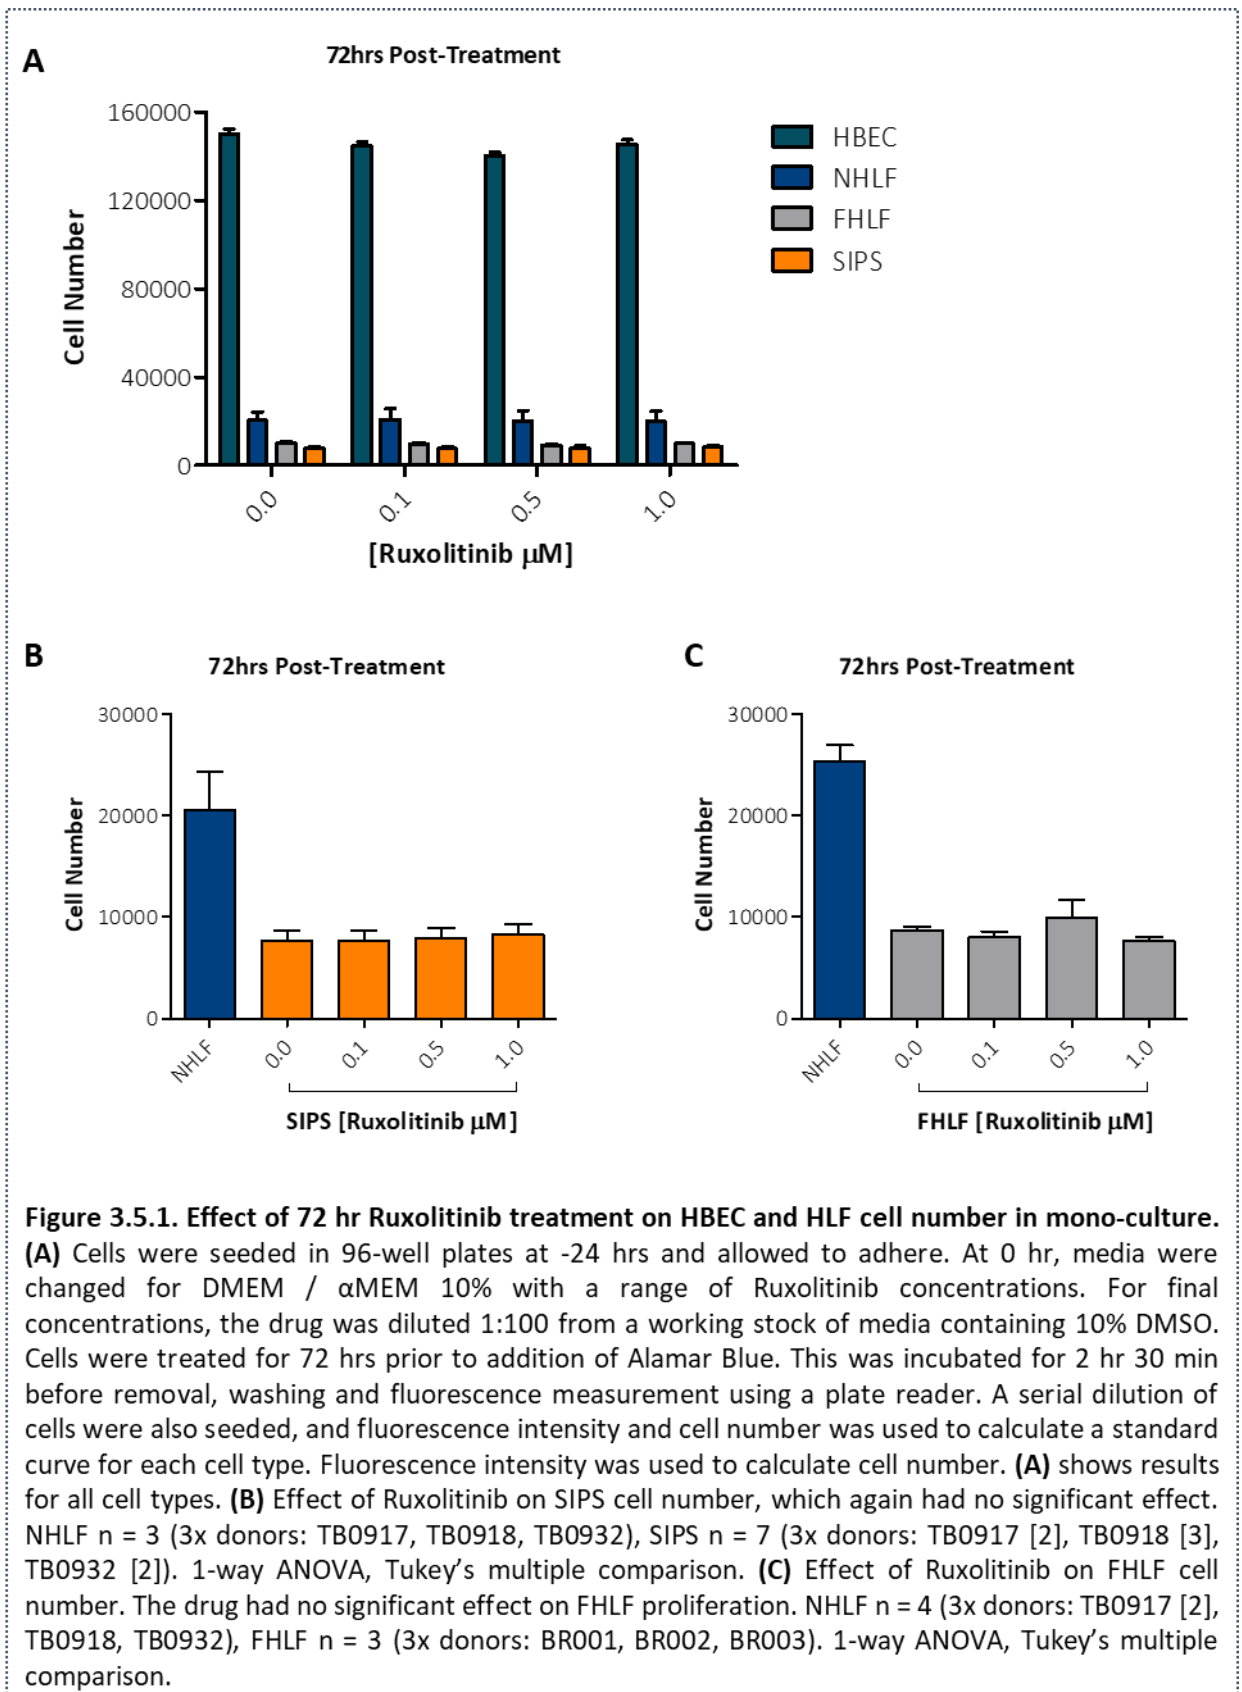 A
72hrs Post-Treatment
160000
120000
80000
40000
0
Cell Number
0.0
0.1
0.5
1.0
[Ruxolitinib µM]
HBEC
NHLF
FHLF
SIPS
B
72hrs Post-Treatment
30000
20000
10000
0
Cell Number
NHLF
0.0
0.1
0.5
1.0
SIPS [Ruxolitinib µM]
C
72hrs Post-Treatment
30000
20000
10000
0
Cell Number
NHLF
0.0
0.1
0.5
1.0
FHLF [Ruxolitinib µM]
Figure 3.5.1. Effect of 72 hr Ruxolitinib treatment on HBEC and HLF cell number in mono-culture.
(A) Cells were seeded in 96-well plates at -24 hrs and allowed to adhere. At 0 hr, media were
changed for DMEM / αMEM 10% with a range of Ruxolitinib concentrations. For final
concentrations, the drug was diluted 1:100 from a working stock of media containing 10% DMSO.
Cells were treated for 72 hrs prior to addition of Alamar Blue. This was incubated for 2 hr 30 min
before removal, washing and fluorescence measurement using a plate reader. A serial dilution of
cells were also seeded, and fluorescence intensity and cell number was used to calculate a standard
curve for each cell type. Fluorescence intensity was used to calculate cell number. (A) shows results
for all cell types. (B) Effect of Ruxolitinib on SIPS cell number, which again had no significant effect.
NHLF n = 3 (3x donors: TB0917, TB0918, TB0932), SIPS n = 7 (3x donors: TB0917 [2], TB0918 [3],
TB0932 [2]). 1-way ANOVA, Tukey’s multiple comparison. (C) Effect of Ruxolitinib on FHLF cell
number. The drug had no significant effect on FHLF proliferation. NHLF n = 4 (3x donors: TB0917 [2],
TB0918, TB0932), FHLF n = 3 (3x donors: BR001, BR002, BR003). 1-way ANOVA, Tukey’s multiple
comparison.